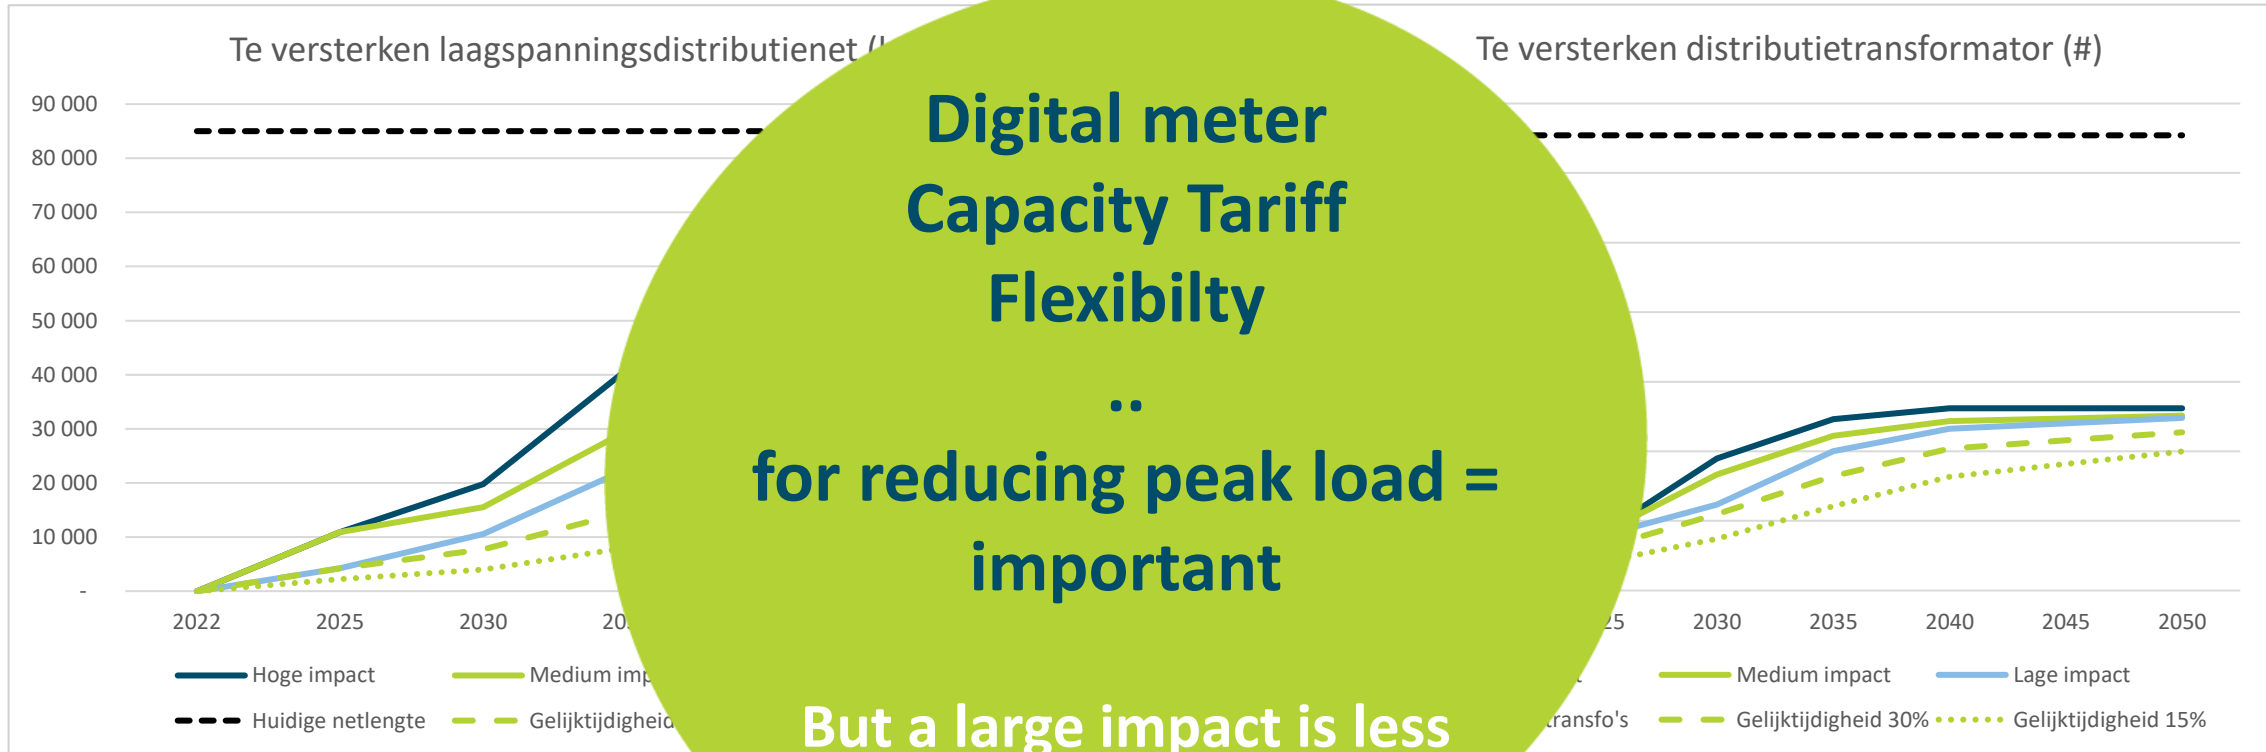 Te versterken laagspanningsdistributienet
90 000
80 000
70 000
60 000
50 000
40 000
30 000
20 000
10 000
-
2022 2025 2030
Hoge impact Medium
Huidige netlengte Gelijktijdigheid
Digital meter
Capacity Tariff
Flexibilty
..
for reducing peak load =
important
But a large impact is less
Te versterken distributietransformator (#)
2030 2035 2040 2045 2050
Medium impact Lage impact
transfo's Gelijktijdigheid 30% Gelijktijdigheid 15%